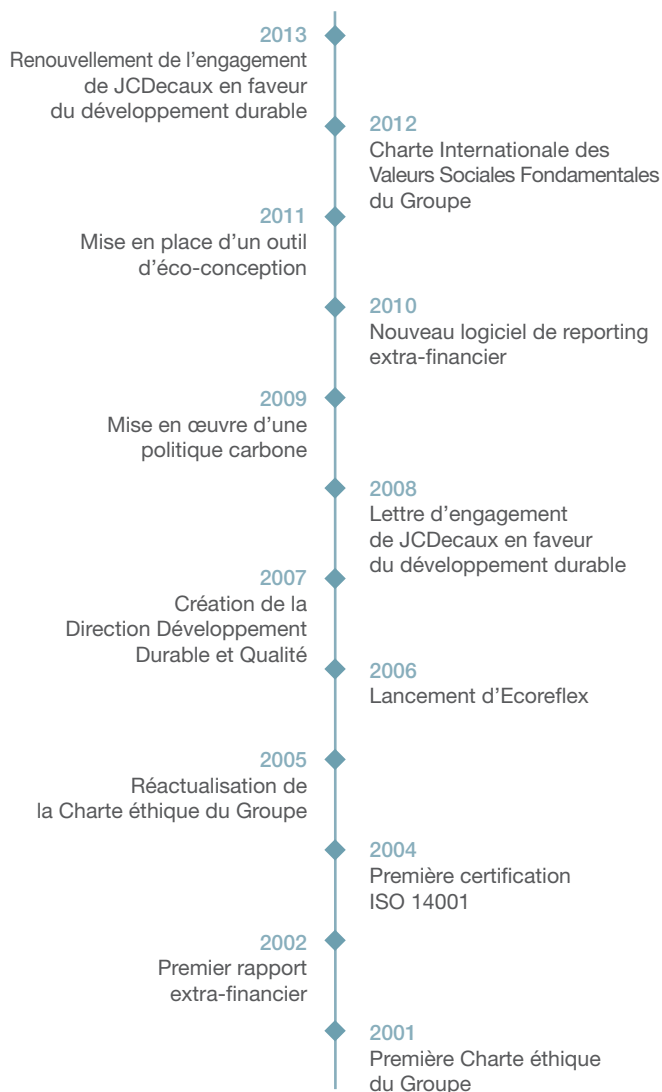 2013
Renouvellement de l’engagement
de JCDecaux en faveur
du développement durable
2012
Charte Internationale des
Valeurs Sociales Fondamentales
du Groupe
2011
Mise en place d’un outil
d’éco-conception
2010
Nouveau logiciel de reporting
extra-financier
2009
Mise en œuvre d’une
politique carbone
2008
Lettre d’engagement
de JCDecaux en faveur
du développement durable
2007
Création de la
Direction Développement
Durable et Qualité
2006
Lancement d’Ecoreflex
2005
Réactualisation de
la Charte éthique du Groupe
2004
Première certification
ISO 14001
2002
Premier rapport
extra-financier
2001
Première Charte éthique
du Groupe